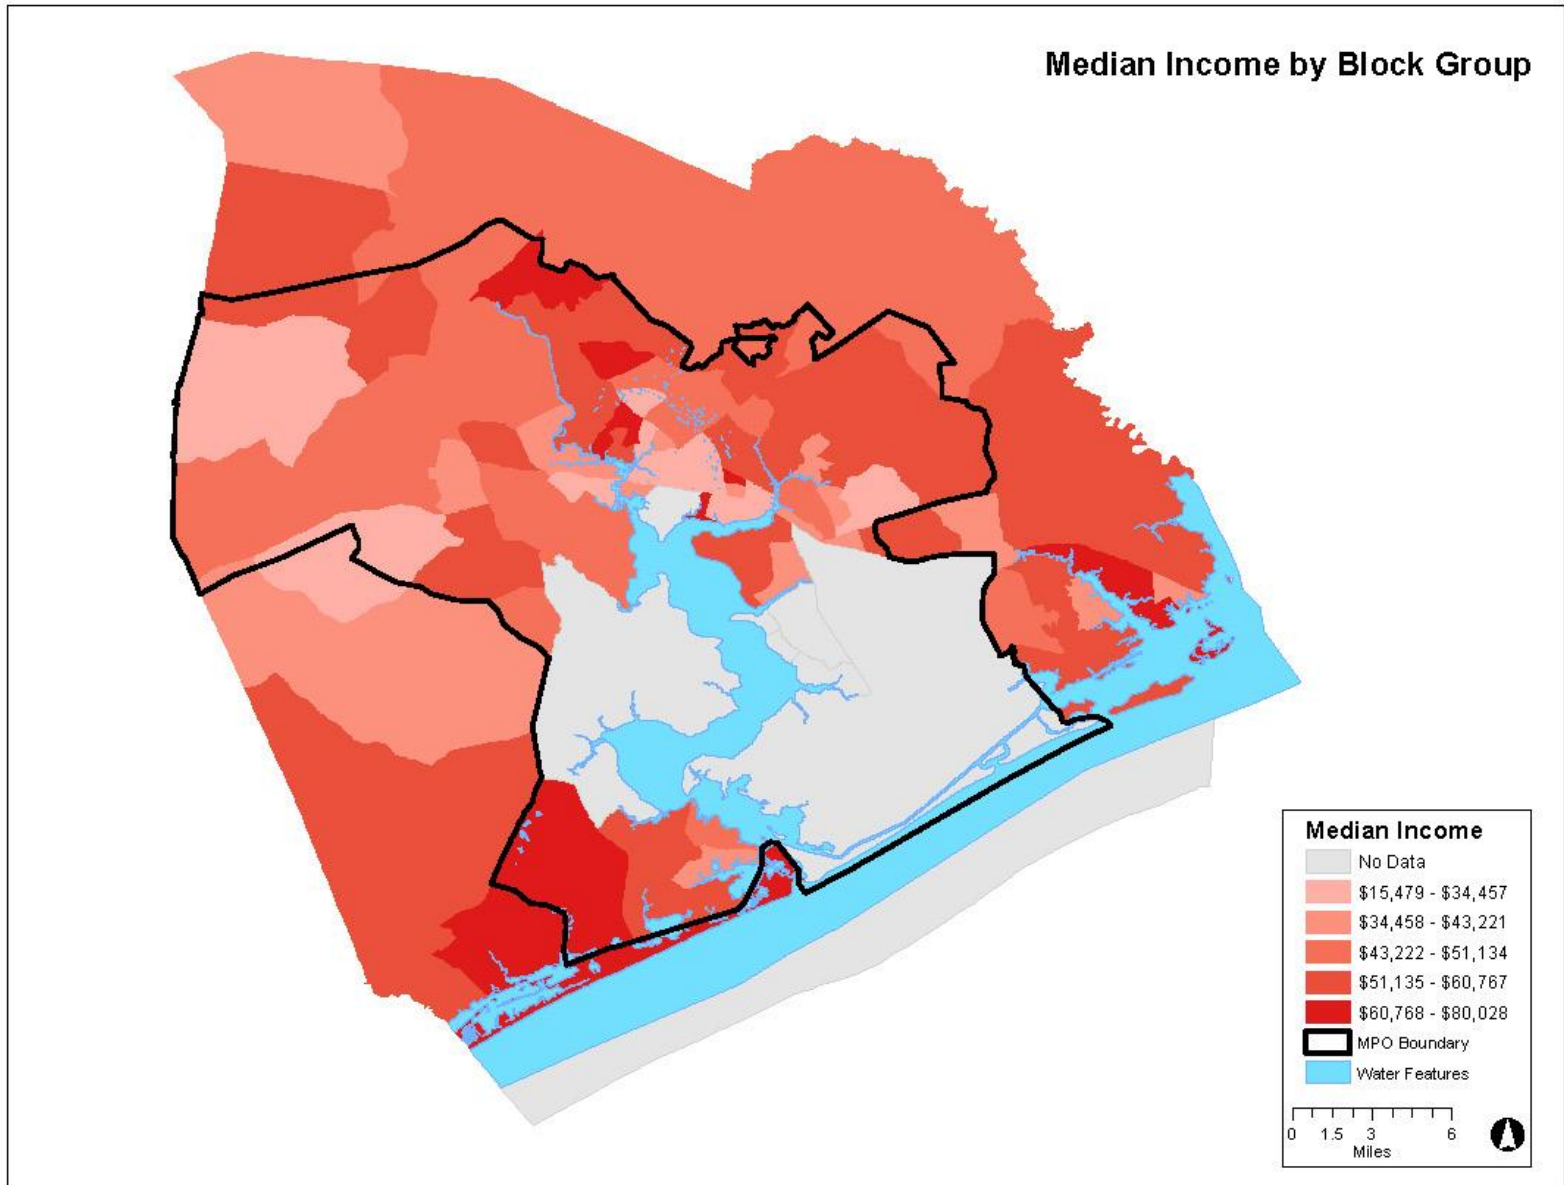 Median Income by Block Group
Median Income
No Data
$15,479 - $34,457
$34,458 - $43,221
$43,222 - $51,134
$51,135 - $60,767
$60,768 - $80,028
MPO Boundary
Water Features
0 1.5 3 6
Miles